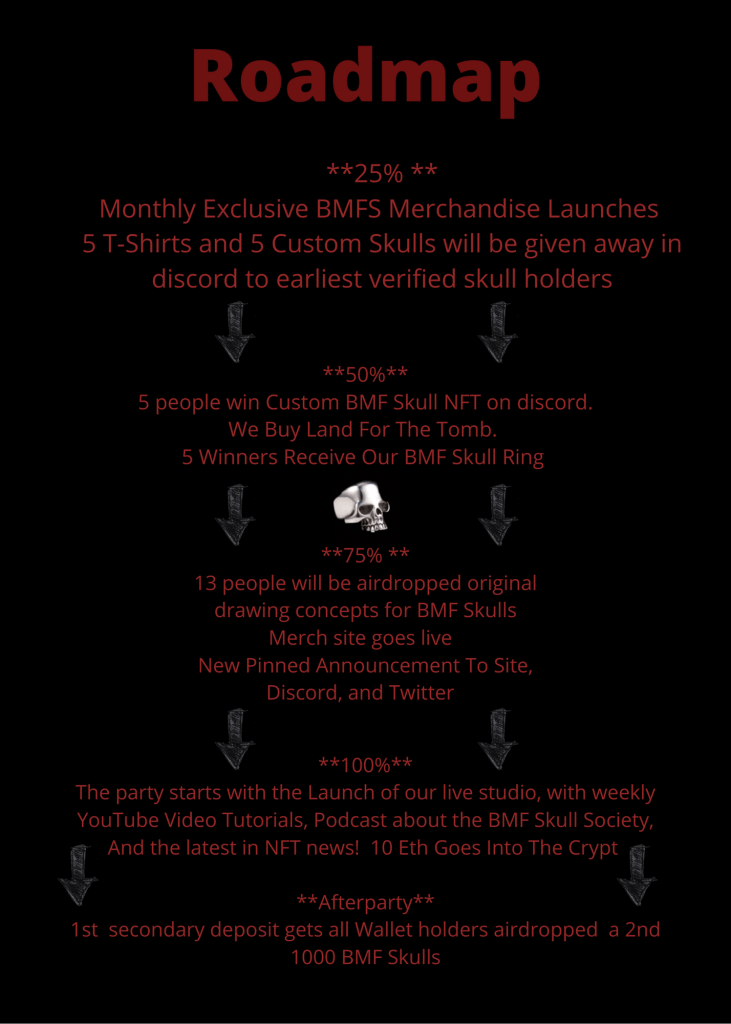 Roadmap
**25% **
Monthly Exclusive BMFS Merchandise Launches
5 T-Shirts and 5 Custom Skulls will be given away in
discord to earliest verified skull holders
**50%**
5 people win Custom BMF Skull NFT on discord.
We Buy Land For The Tomb.
5 Winners Receive Our BMF Skull Ring
**75% **
13 people will be airdropped original
drawing concepts for BMF Skulls
Merch site goes live
New Pinned Announcement To Site,
Discord, and Twitter
**100%**
The party starts with the Launch of our live studio, with weekly
YouTube Video Tutorials, Podcast about the BMF Skull Society,
And the latest in NFT news!  10 Eth Goes Into The Crypt
**Afterparty**
1st  secondary deposit gets all Wallet holders airdropped  a 2nd
1000 BMF Skulls